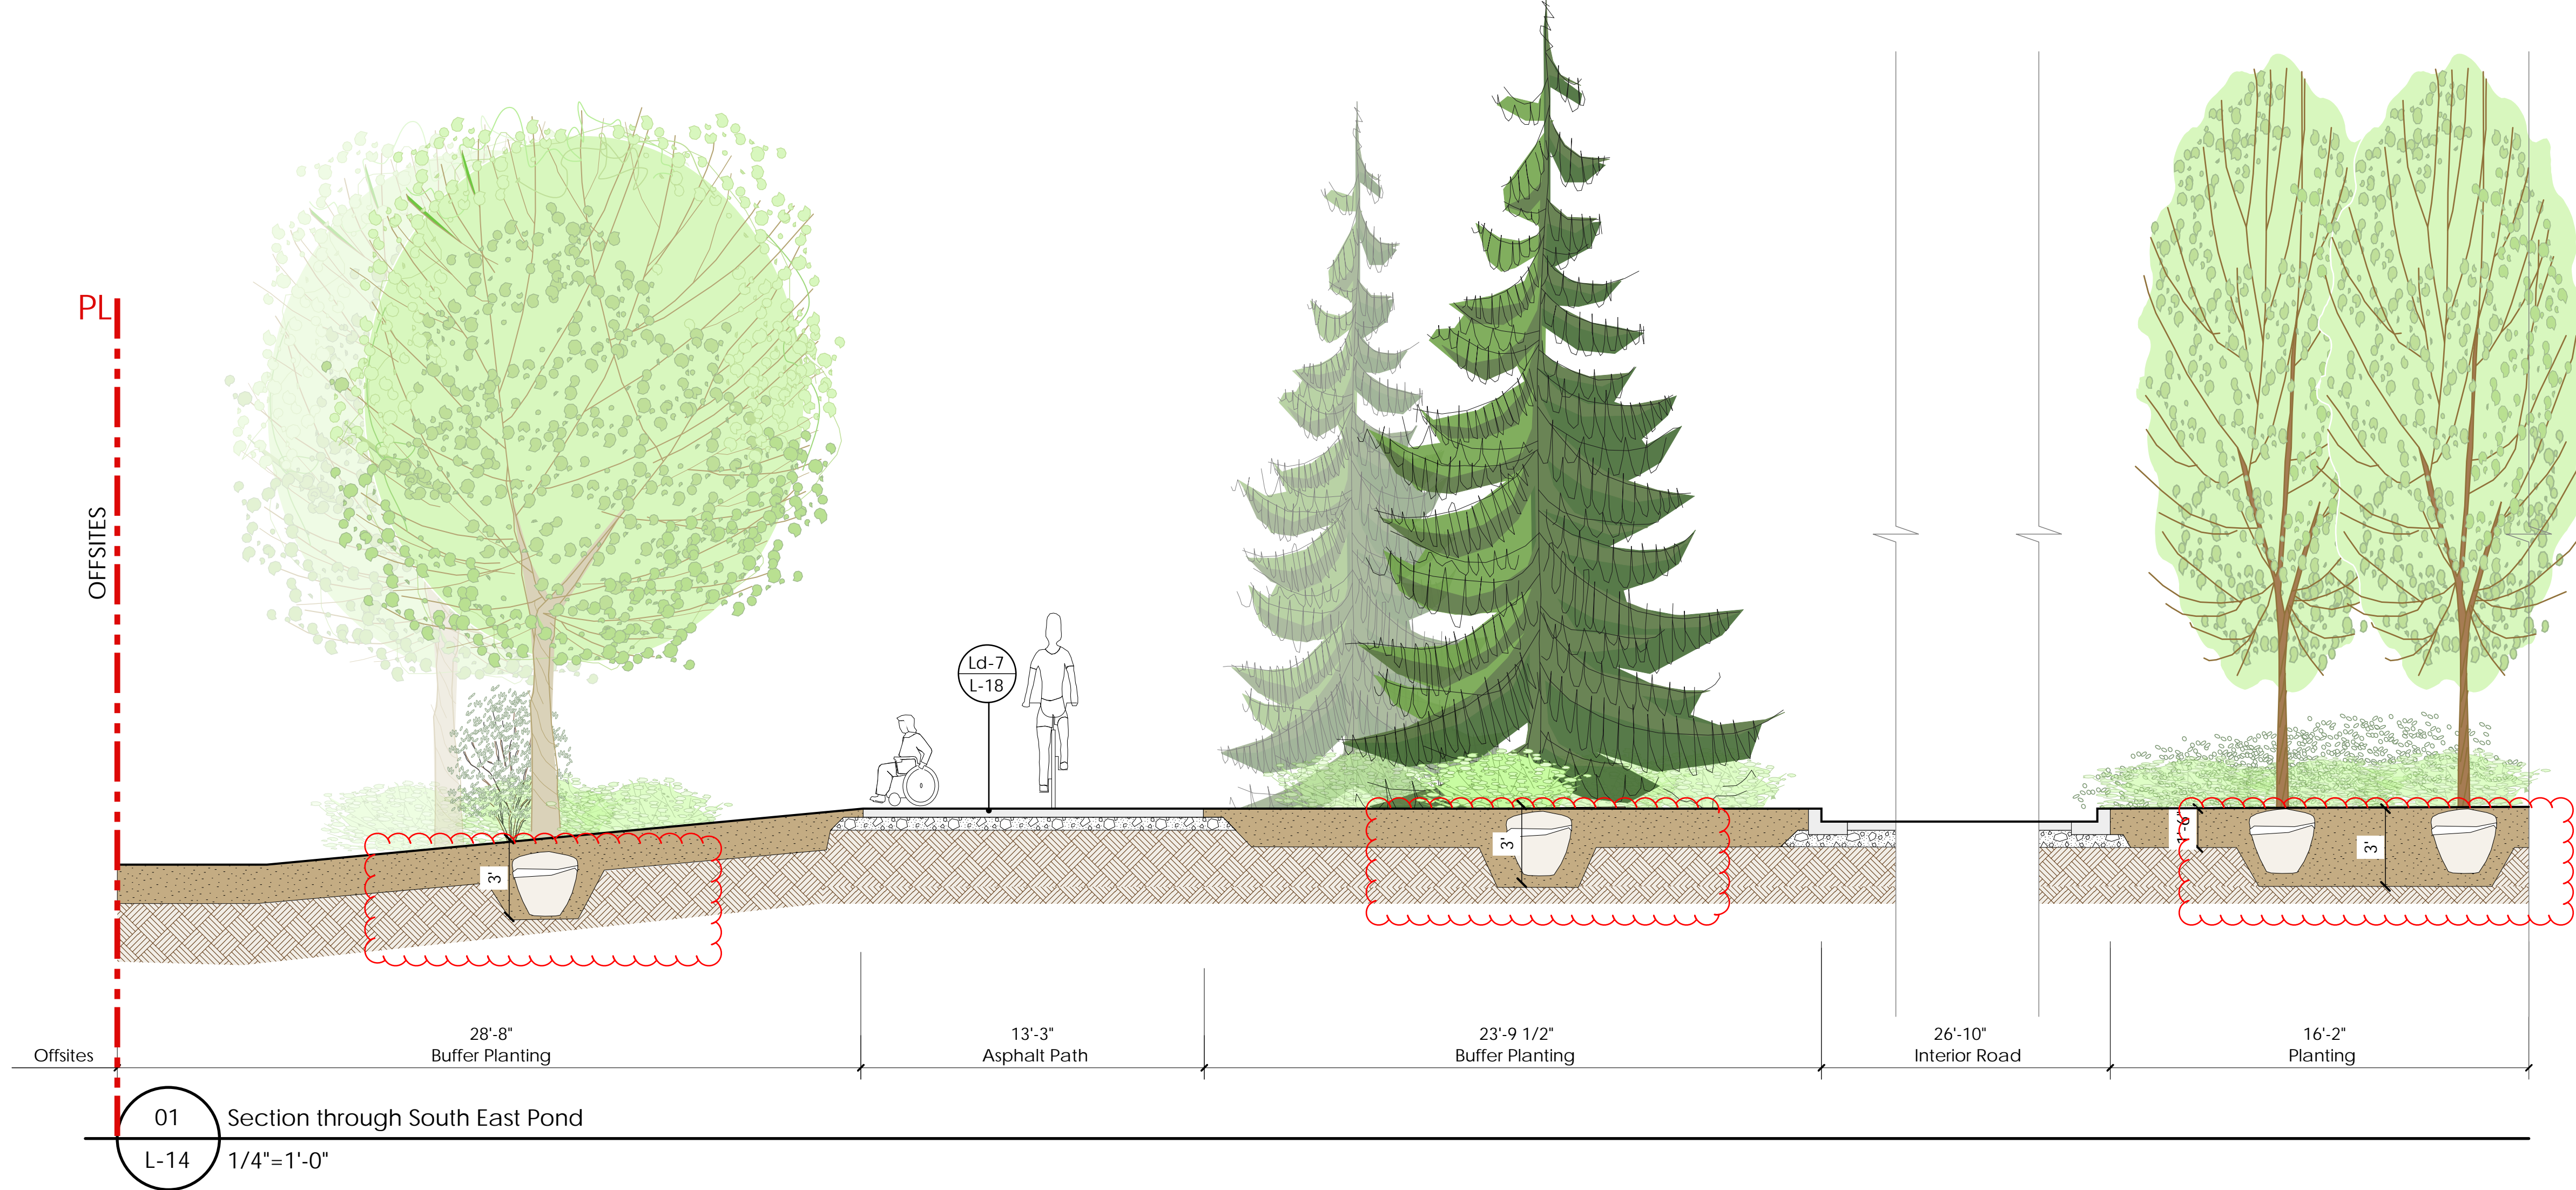 PL
OFFSITES
Ld-7
L-18
3'
3'
1'-6"
3'
28'-8"
13'-3"
23'-9 1/2"
26'-10"
16'-2"
Offsites
Buffer Planting
Asphalt Path
Buffer Planting
Interior Road
Planting
01
Section through South East Pond
L-14
1/4"=1'-0"